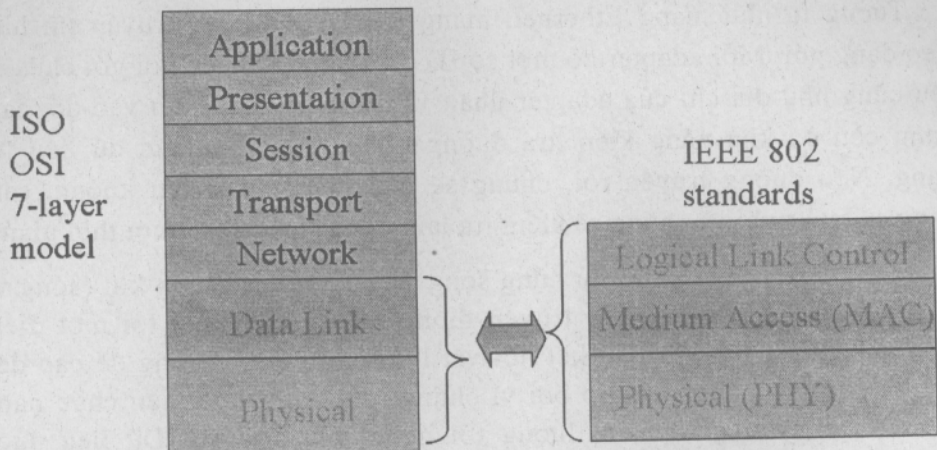 ISO
OSI
7-layer
model
Application
Presentation
Session
Transport
Network
Data Link
Physical
IEEE 802
standards
Logical Link Control
Medium Access (MAC)
Physical (PHY)